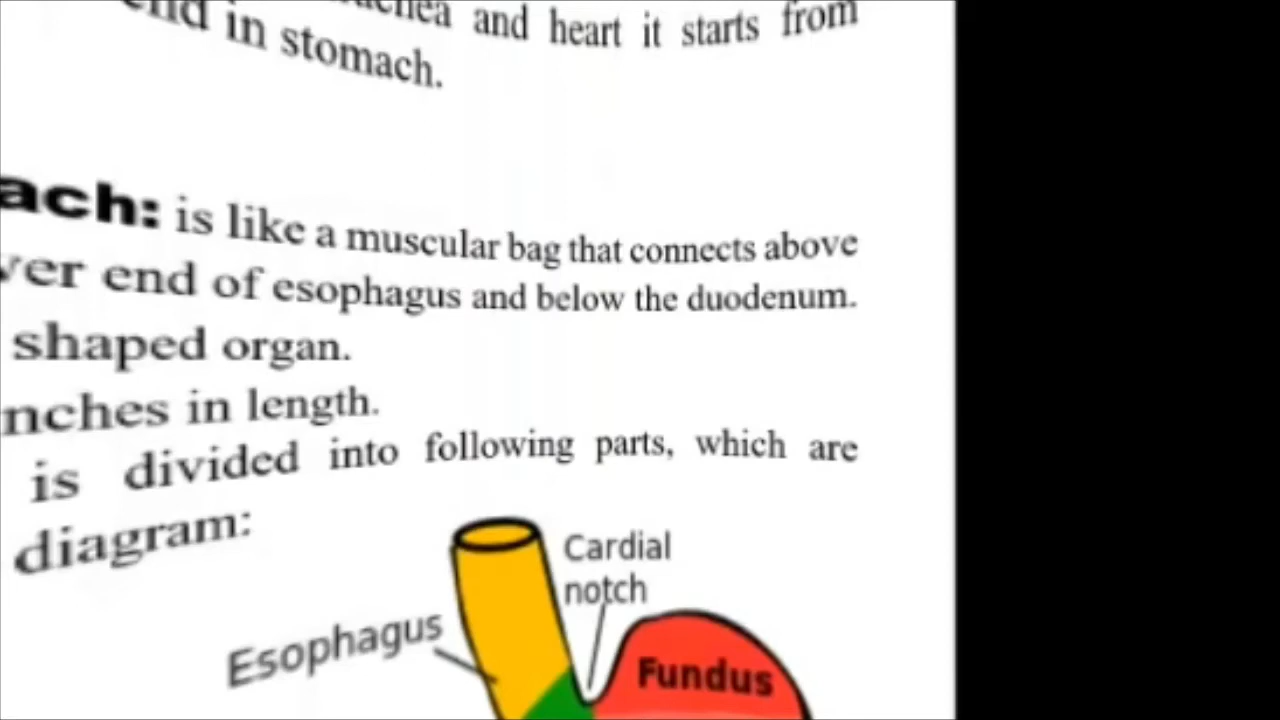 and heart it starts from
in stomach.
ach: is like a muscular bag that connects above
ver end of esophagus and below the duodenum.
shaped organ.
nches in length.
is divided into following parts, which are
diagram:
Cardial
notch
Esophagus
Fundus